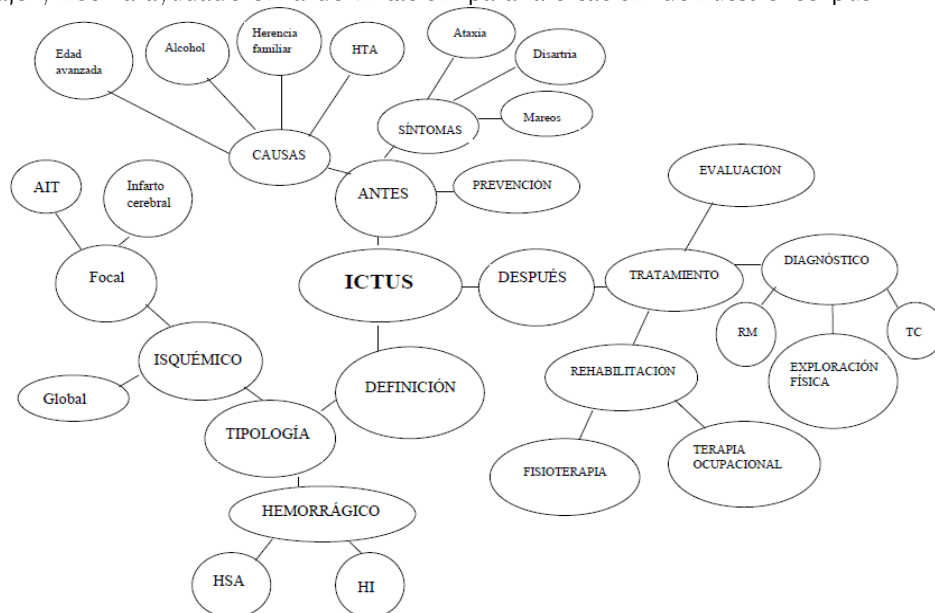 Edad
avanzada
Alcohol
Herencia
familiar
HTA
Ataxia
Disartria
Mareos
SÍNTOMAS
CAUSAS
ANTES
PREVENCIÓN
AIT
Infarto
cerebral
Focal
ICTUS
DESPUÉS
EVALUACIÓN
TRATAMIENTO
DIAGNÓSTICO
RM
TC
EXPLORACIÓN
FÍSICA
ISQUÉMICO
Global
DEFINICIÓN
TIPOLOGÍA
REHABILITACIÓN
FISIOTERAPIA
TERAPIA
OCUPACIONAL
HEMORRÁGICO
HSA
HI